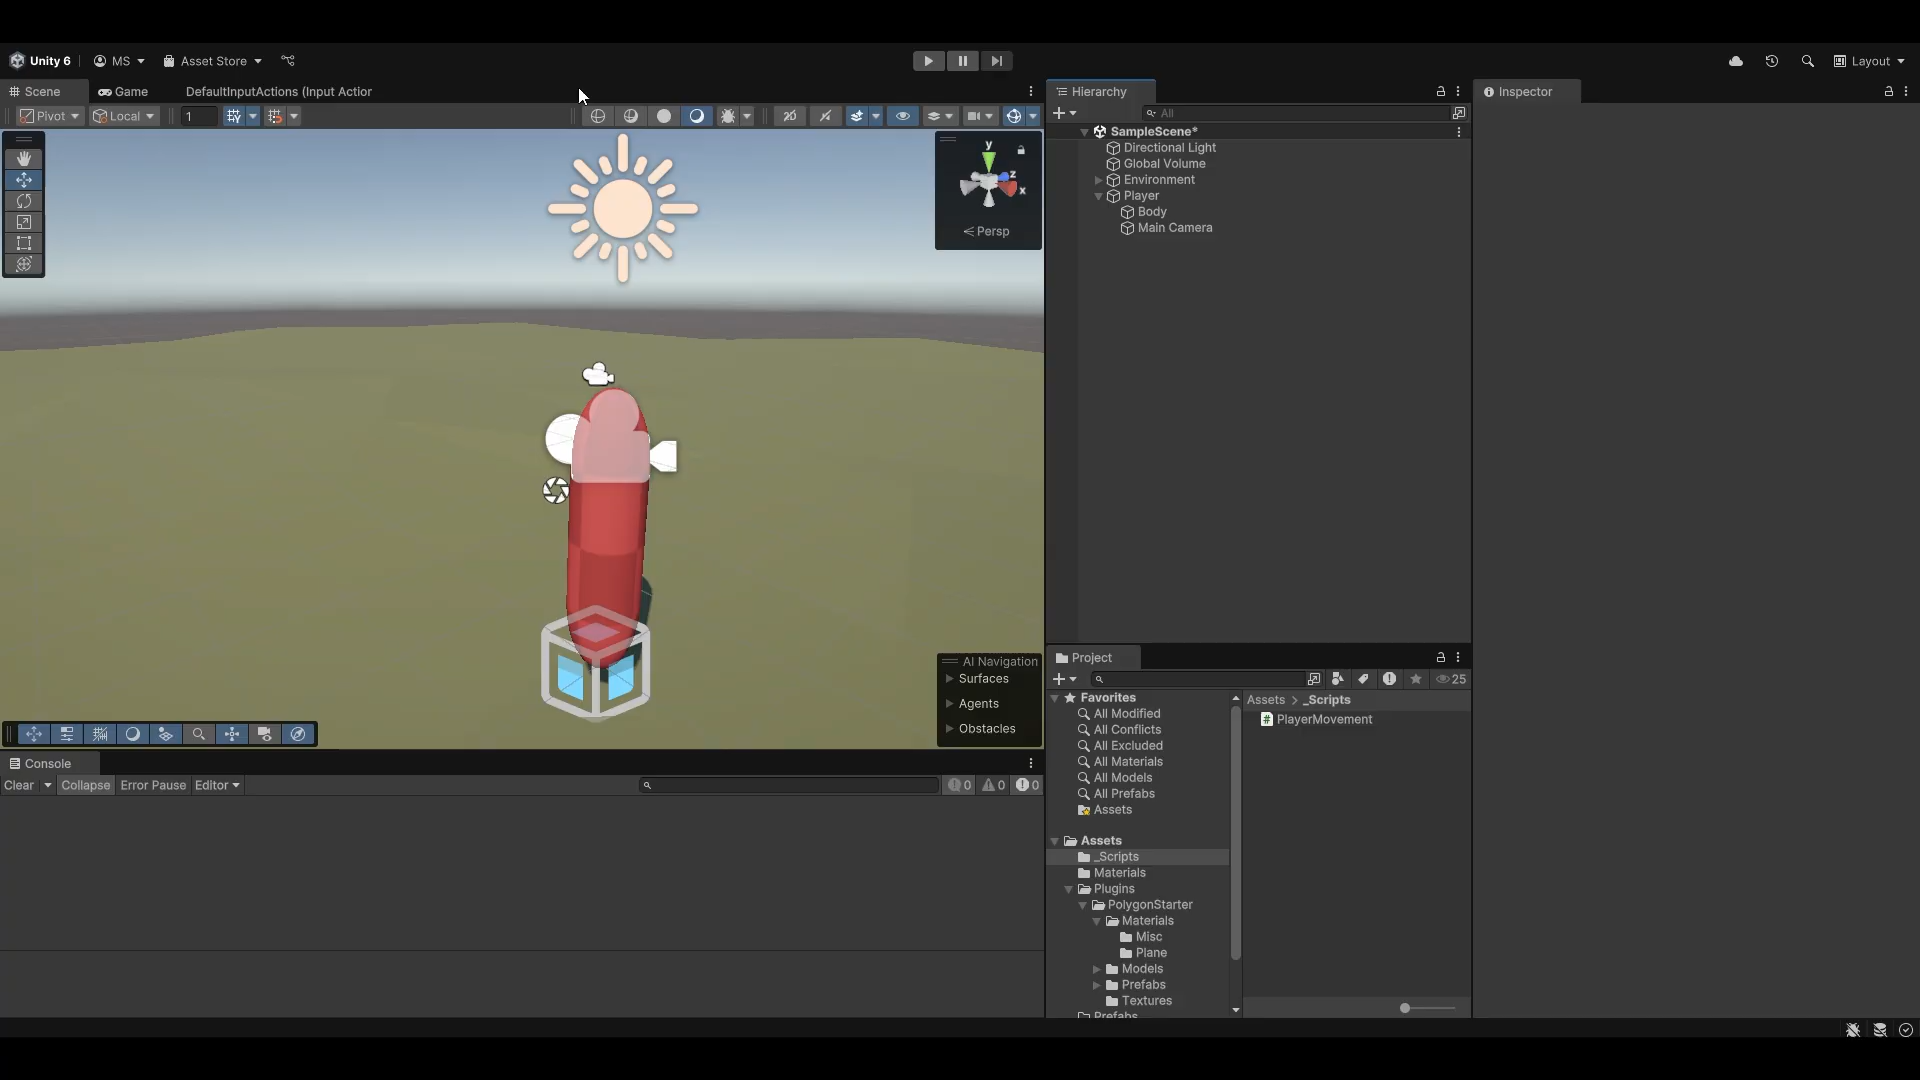 Unity 6
MS
Asset Store
Layout
Scene
Game
DefaultInputActions (Input Action
Pivot
Local
1
y
z
x
Persp
AI Navigation
Surfaces
Agents
Obstacles
Console
Clear
Collapse
Error Pause
Editor
0
0
0
Hierarchy
All
SampleScene*
Directional Light
Global Volume
Environment
Player
Body
Main Camera
Project
25
Favorites
All Modified
All Conflicts
All Excluded
All Materials
All Models
All Prefabs
Assets
Assets
_Scripts
Materials
Plugins
PolygonStarter
Materials
Misc
Plane
Models
Prefabs
Textures
Prefabs
Assets > _Scripts
PlayerMovement
Inspector